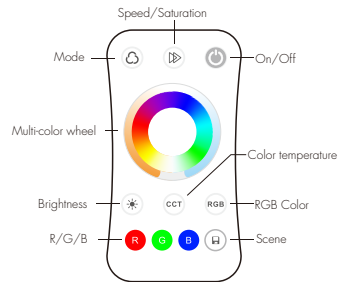 Speed/Saturation
Mode
On/Off
Multi-color wheel
Color temperature
Brightness
CCT
RGB
RGB Color
R/G/B
R
G
B
Scene